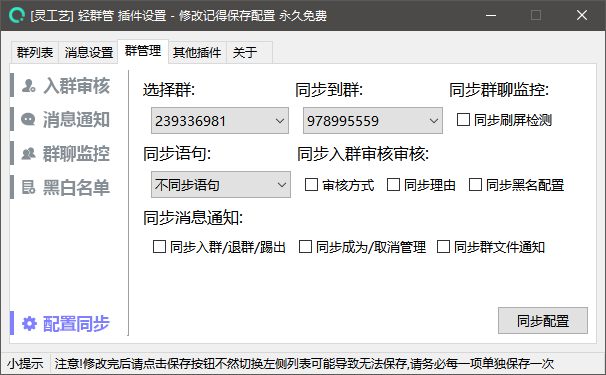 [灵工艺] 轻群管 插件设置 - 修改记得保存配置 永久免费
群列表 消息设置 群管理 其他插件 关于
入群审核
消息通知
群聊监控
黑白名单
配置同步
选择群: 同步到群: 同步群聊监控:
239336981 978995559 同步刷屏检测
同步语句: 同步入群审核审核:
不同步语句 审核方式 同步理由 同步黑名配置
同步消息通知:
同步入群/退群/踢出 同步成为/取消管理 同步群文件通知
同步配置
小提示 注意!修改完后请点击保存按钮不然切换左侧列表可能导致无法保存,请务必每一项单独保存一次